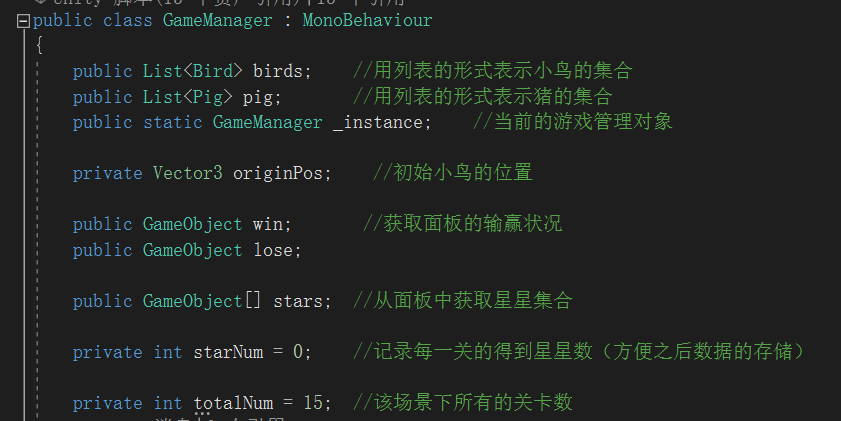 public class GameManager : MonoBehaviour
{
public List<Bird> birds;    //用列表的形式表示小鸟的集合
public List<Pig> pig;       //用列表的形式表示猪的集合
public static GameManager _instance;    //当前的游戏管理对象
private Vector3 originPos;    //初始小鸟的位置
public GameObject win;       //获取面板的输赢状况
public GameObject lose;
public GameObject[] stars;  //从面板中获取星星集合
private int starNum = 0;    //记录每一关的得到星星数（方便之后数据的存储）
private int totalNum = 15;  //该场景下所有的关卡数